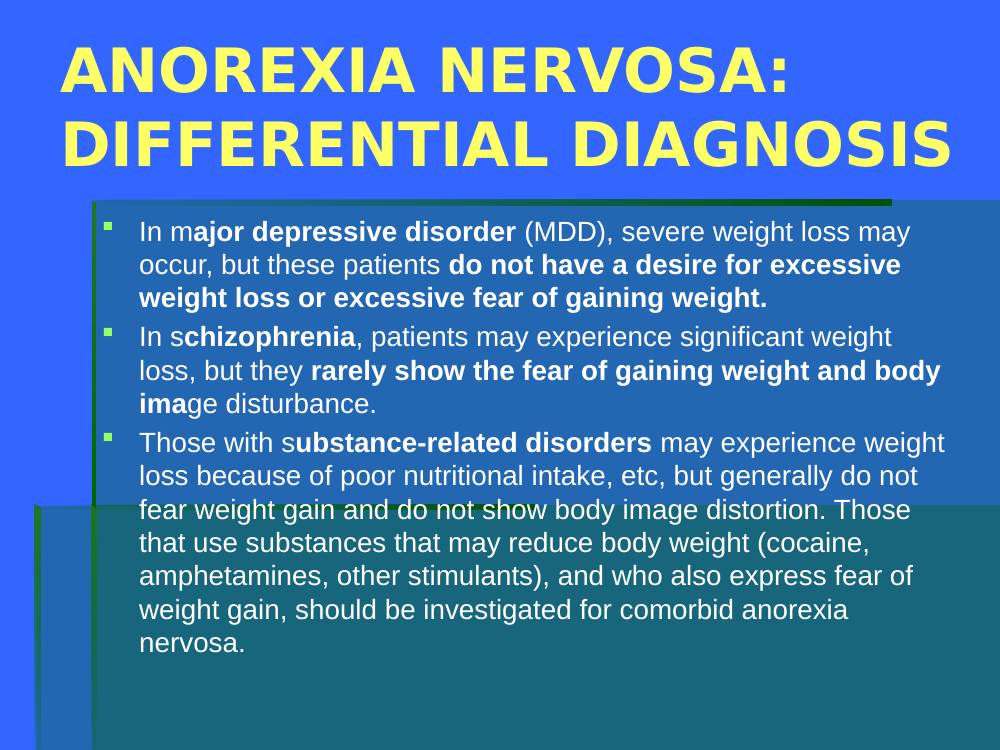 ANOREXIA NERVOSA:
DIFFERENTIAL DIAGNOSIS
In major depressive disorder (MDD), severe weight loss may
occur, but these patients do not have a desire for excessive
weight loss or excessive fear of gaining weight.
In schizophrenia, patients may experience significant weight
loss, but they rarely show the fear of gaining weight and body
image disturbance.
Those with substance-related disorders may experience weight
loss because of poor nutritional intake, etc, but generally do not
fear weight gain and do not show body image distortion. Those
that use substances that may reduce body weight (cocaine,
amphetamines, other stimulants), and who also express fear of
weight gain, should be investigated for comorbid anorexia
nervosa.